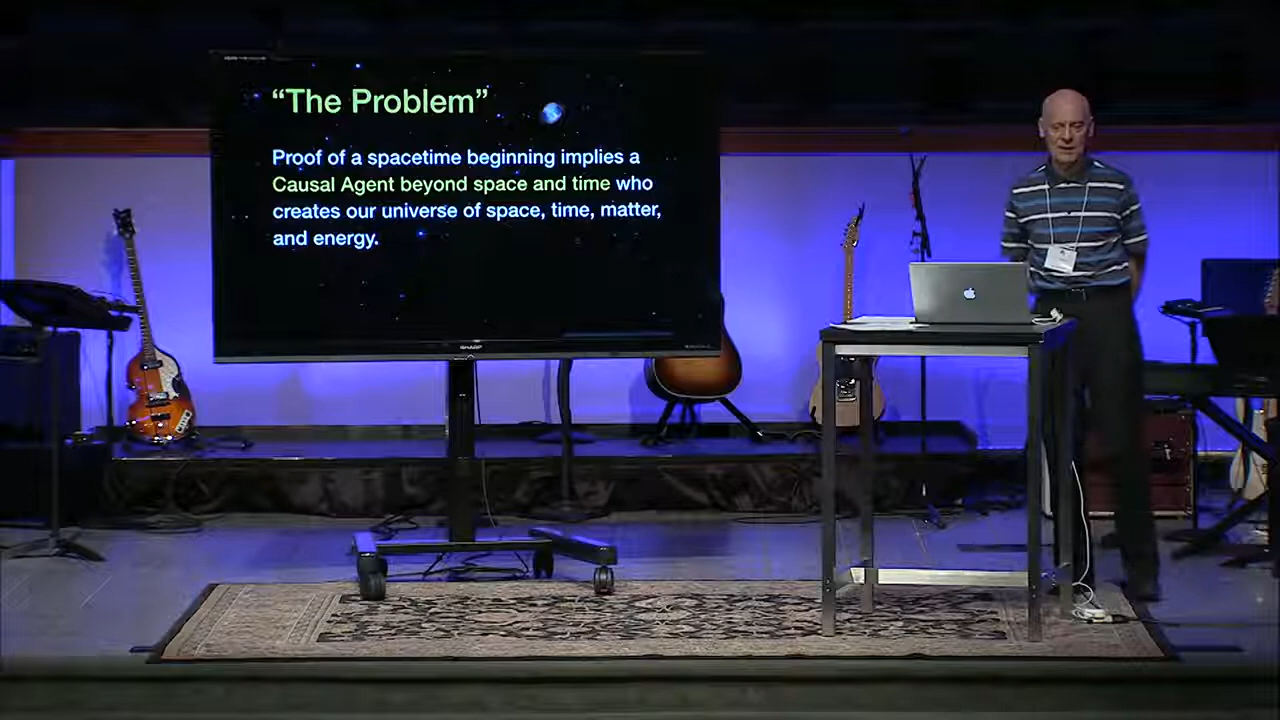 “The Problem”
Proof of a spacetime beginning implies a
Causal Agent beyond space and time who
creates our universe of space, time, matter,
and energy.
SHARP